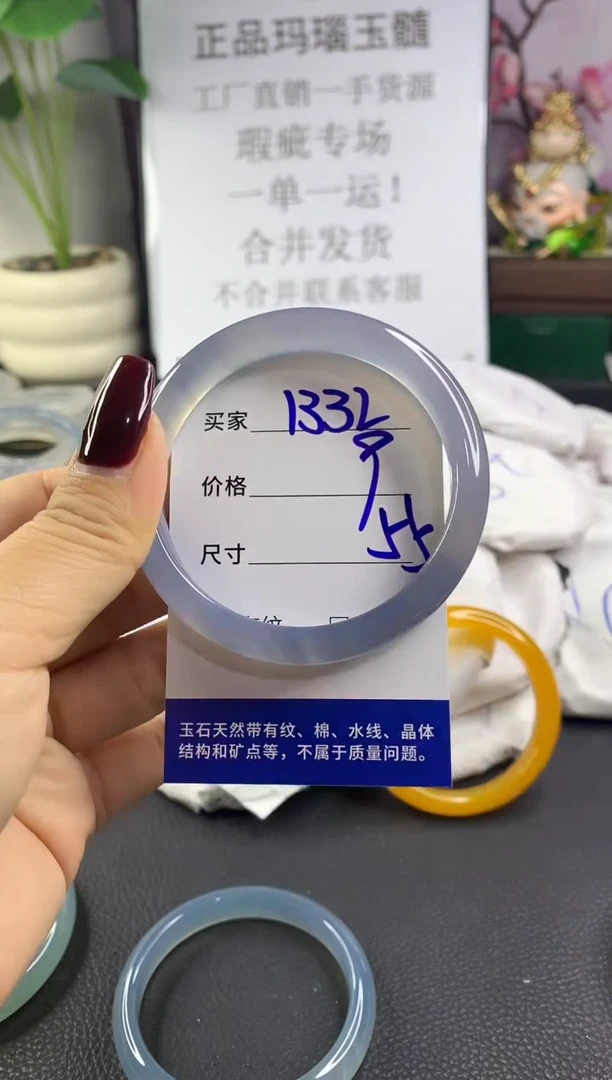 正品玛瑙玉髓
工厂直销一手货源
瑕疵专场
一单一运！
合并发货
不合并联系客服
买家 1332
价格
尺寸
玉石天然带有纹、棉、水线、晶体
结构和矿点等，不属于质量问题。